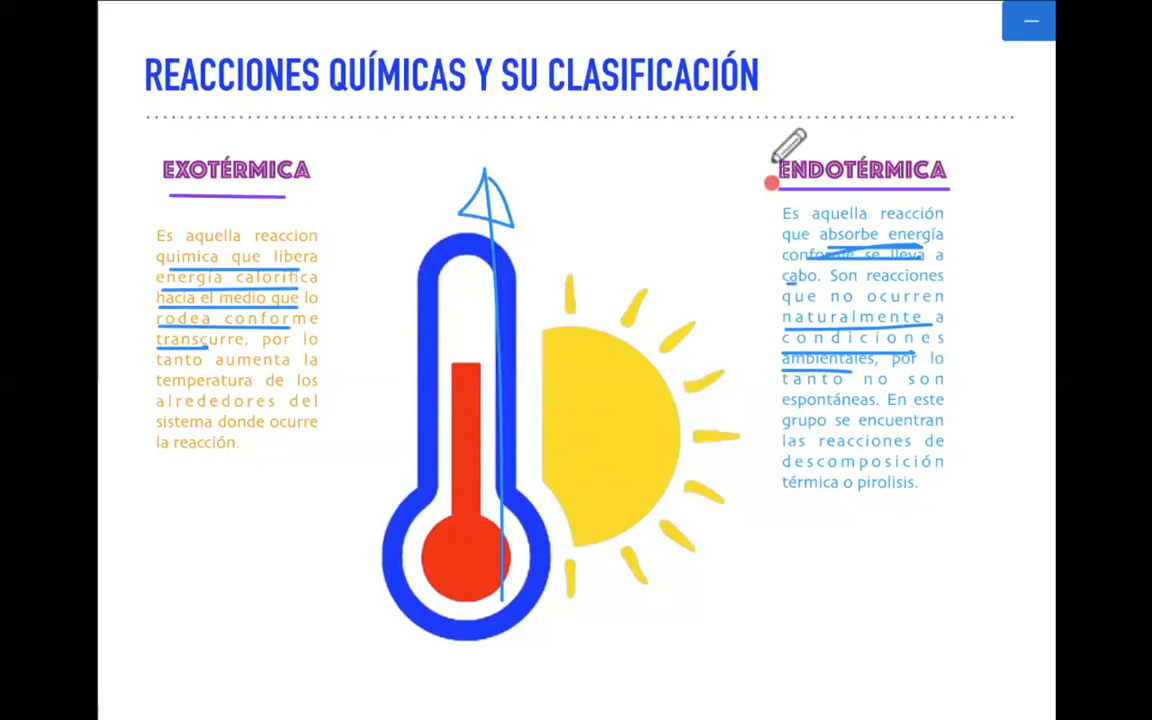 REACCIONES QUÍMICAS Y SU CLASIFICACIÓN
EXOTÉRMICA
Es aquella reaccion
quimica que libera
energía calorífica
hacia el medio que lo
rodea conforme
transcurre, por lo
tanto aumenta la
temperatura de los
alrededores del
sistema donde ocurre
la reacción.
ENDOTÉRMICA
Es aquella reacción
que absorbe energía
conforme se lleva a
cabo. Son reacciones
que no ocurren
naturalmente a
condiciones
ambientales, por lo
tanto no son
espontáneas. En este
grupo se encuentran
las reacciones de
descomposición
térmica o pirolisis.